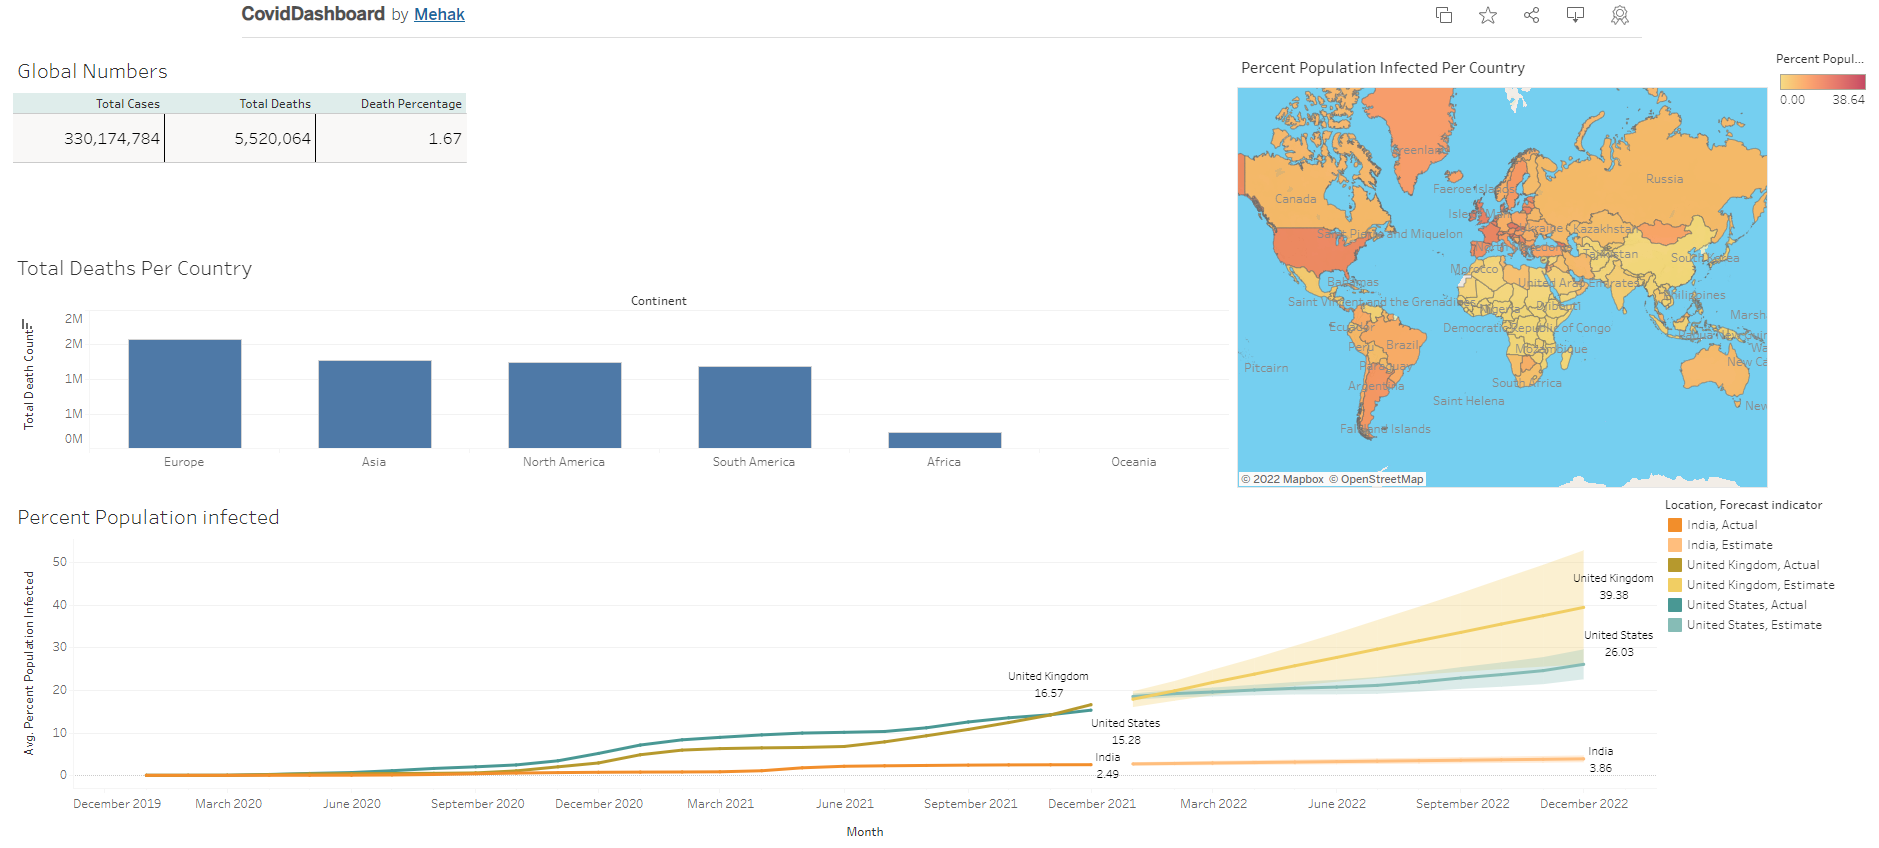 CovidDashboard by Mehak
Global Numbers
Total Cases Total Deaths Death Percentage
330,174,784 5,520,064 1.67
Percent Population Infected Per Country
Percent Popul...
0.00 38.64
Greenland
Faeroe Islands
Russia
Canada
Saint Pierre and Miquelon
Ukraine
Kazakhstan
Tajikistan
South Korea
Morocco
Bahamas
United Arab Emirates
Philippines
Saint Vincent and the Grenadines
Nigeria
Djibouti
Marsh
Ecuador
Democratic Republic of Congo
Peru
Brazil
Mozambique
Wa
New Ca
Pitcairn
Paraguay
Argentina
South Africa
Saint Helena
New
Falkland Islands
© 2022 Mapbox © OpenStreetMap
Total Deaths Per Country
Continent
Total Death Count
2M
2M
1M
1M
0M
Europe Asia North America South America Africa Oceania
Percent Population infected
Avg. Percent Population Infected
50
40
30
20
10
0
United Kingdom
39.38
United States
26.03
United Kingdom
16.57
United States
15.28
India
2.49
India
3.86
December 2019 March 2020 June 2020 September 2020 December 2020 March 2021 June 2021 September 2021 December 2021 March 2022 June 2022 September 2022 December 2022
Month
Location, Forecast indicator
India, Actual
India, Estimate
United Kingdom, Actual
United Kingdom, Estimate
United States, Actual
United States, Estimate